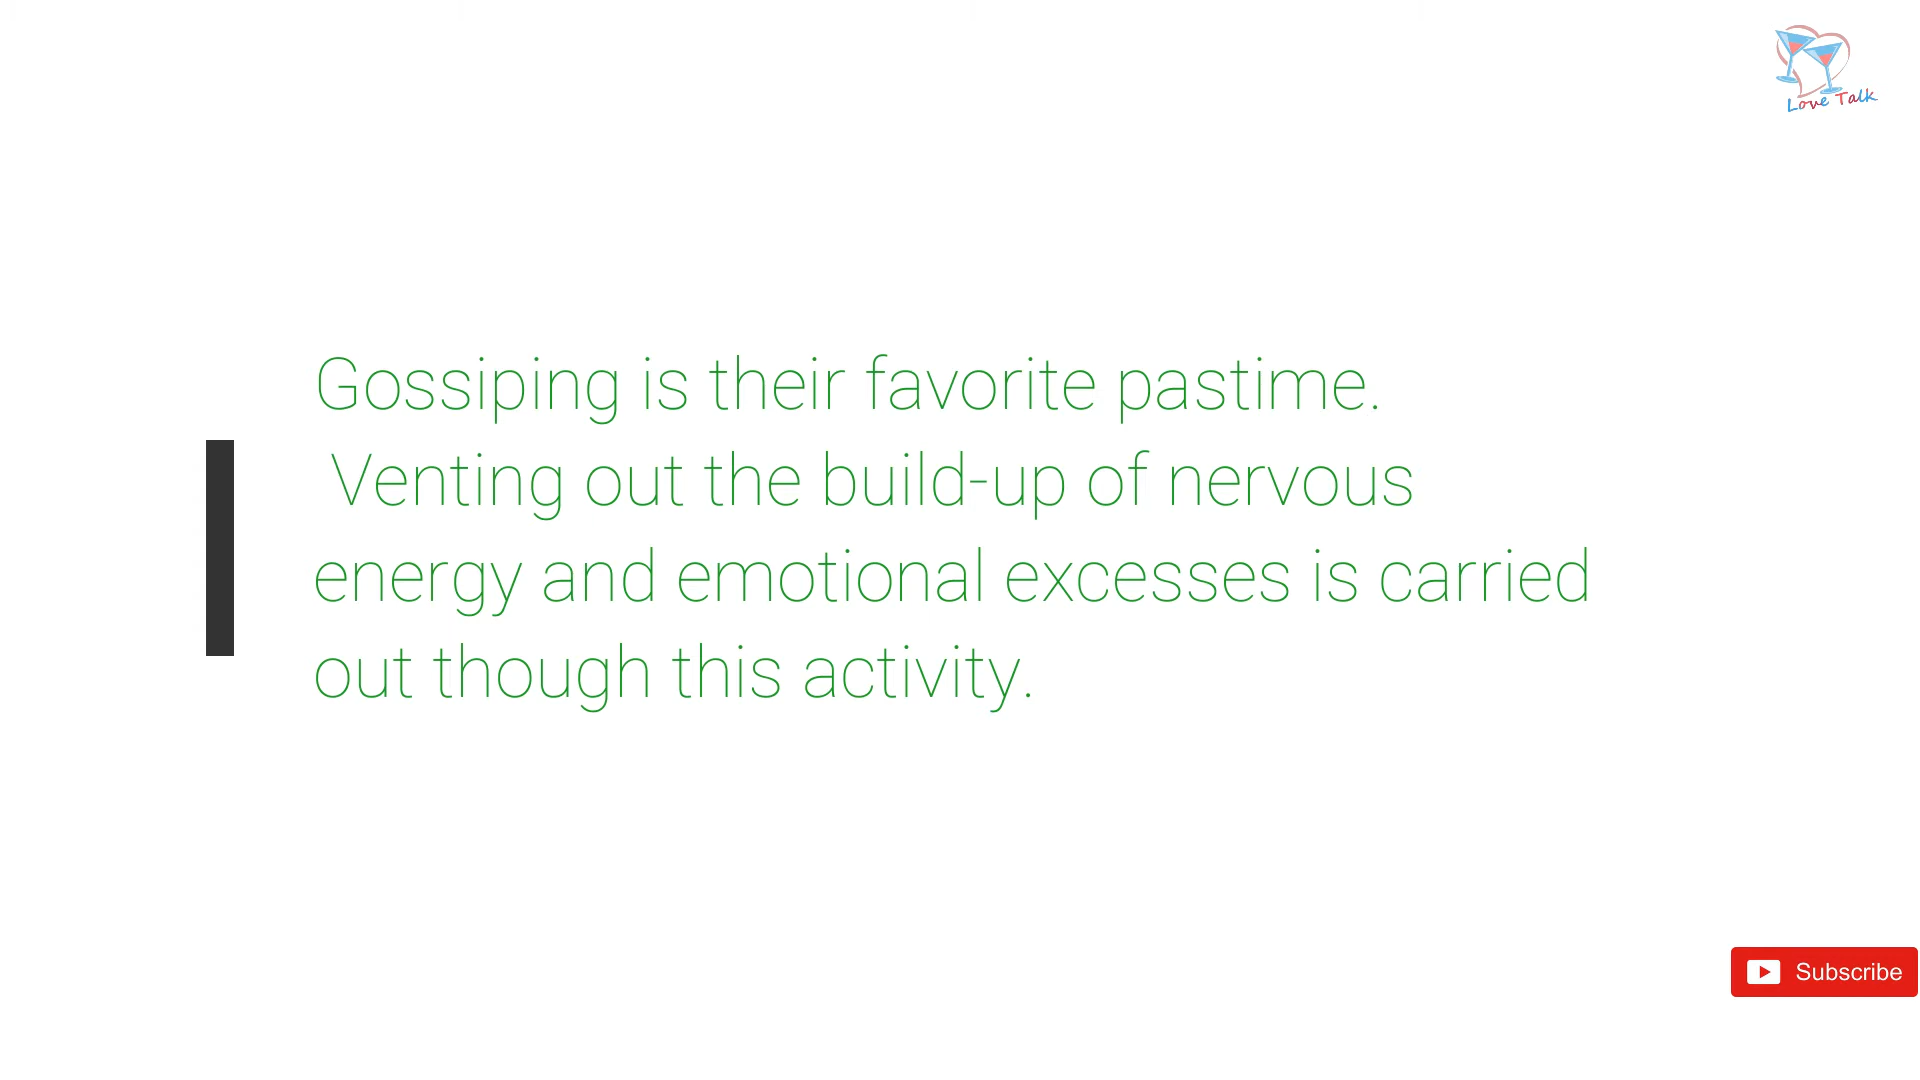 Love Talk
Gossiping is their favorite pastime.
Venting out the build-up of nervous
energy and emotional excesses is carried
out though this activity.
Subscribe